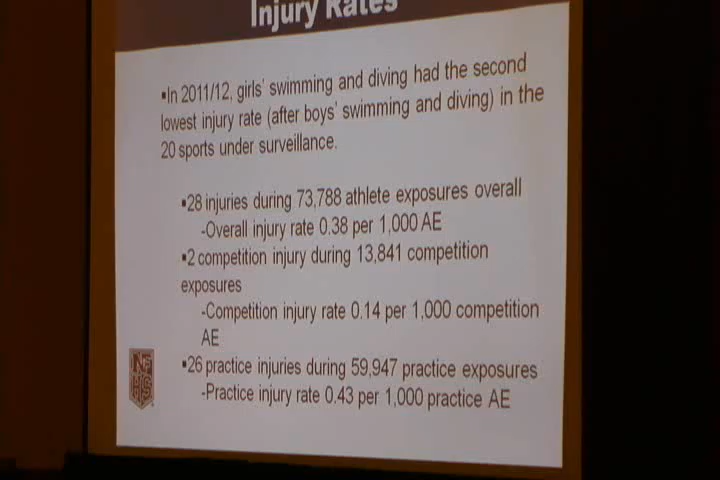 Injury Rates
▪In 2011/12, girls' swimming and diving had the second
lowest injury rate (after boys' swimming and diving) in the
20 sports under surveillance.
▪28 injuries during 73,788 athlete exposures overall
-Overall injury rate 0.38 per 1,000 AE
▪2 competition injury during 13,841 competition
exposures
-Competition injury rate 0.14 per 1,000 competition
AE
▪26 practice injuries during 59,947 practice exposures
-Practice injury rate 0.43 per 1,000 practice AE